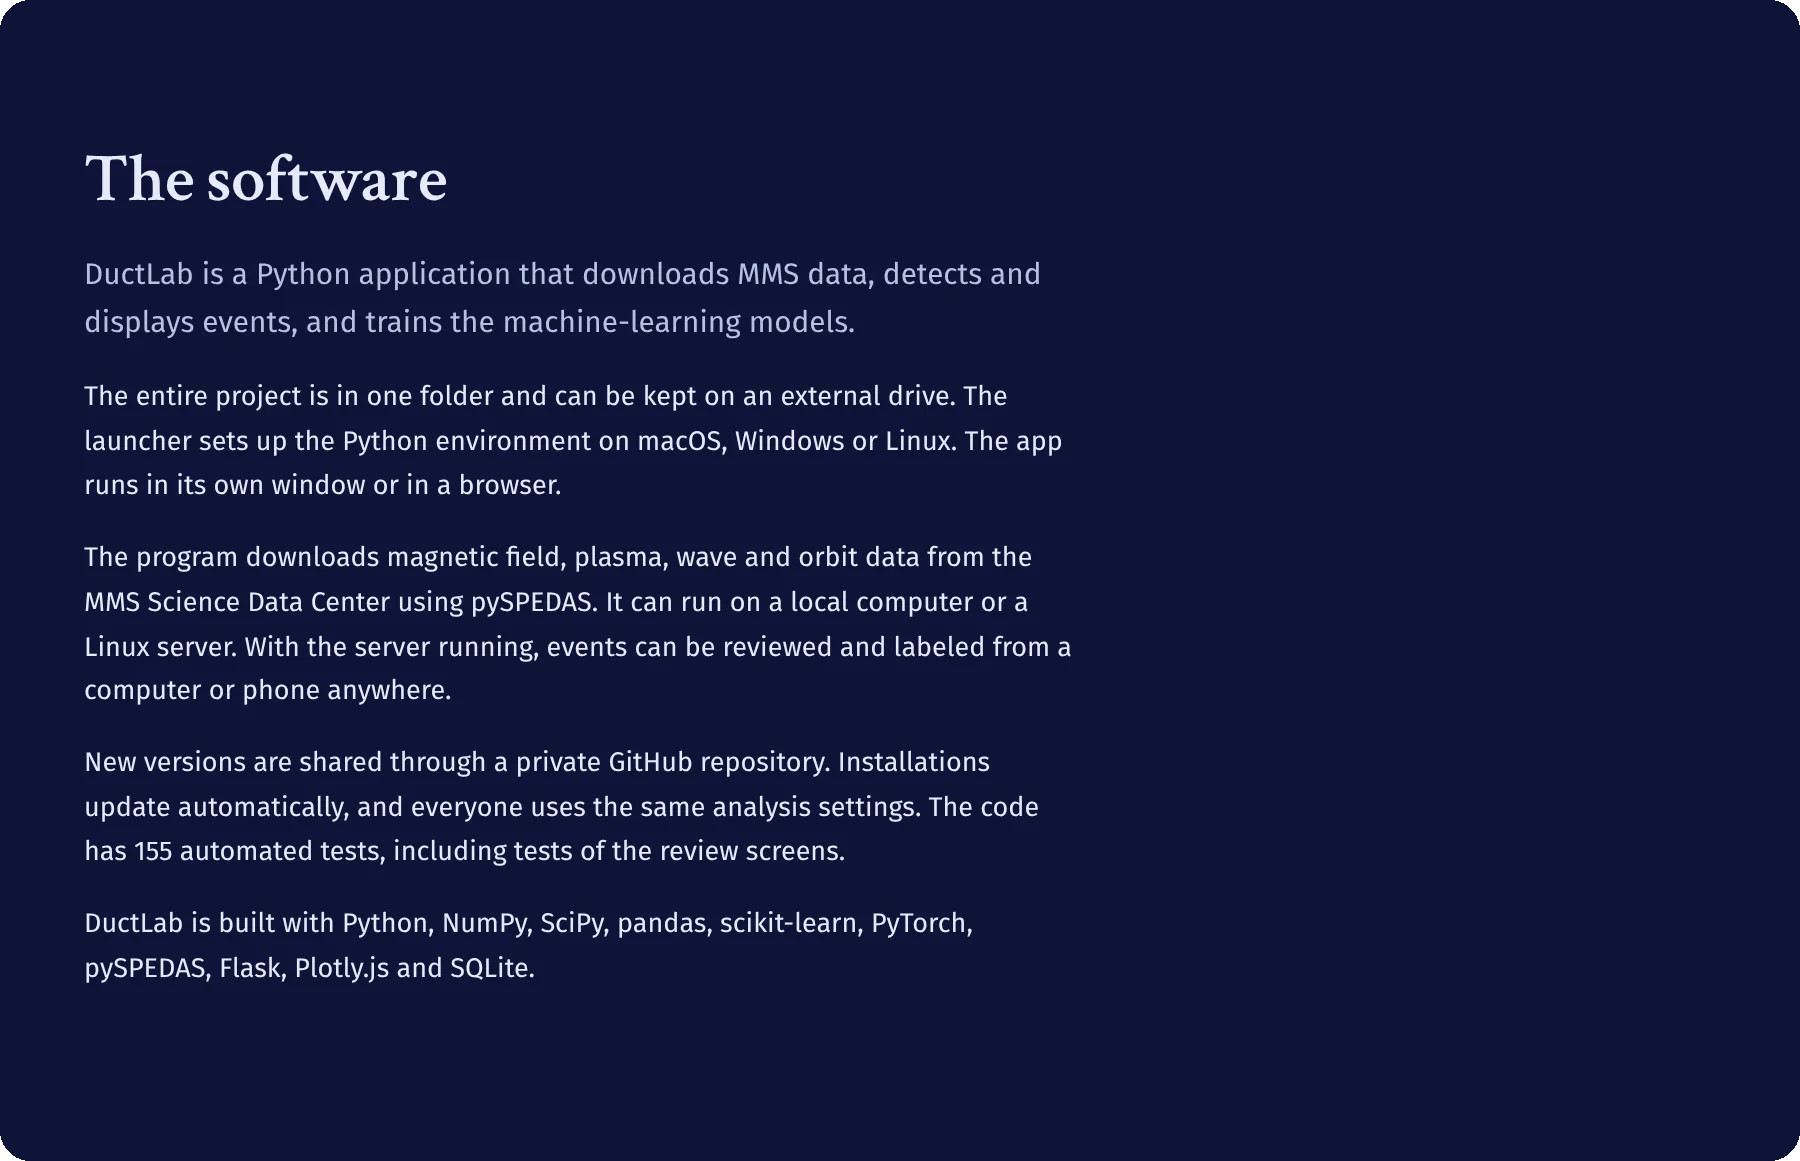 The software
DuctLab is a Python application that downloads MMS data, detects and
displays events, and trains the machine-learning models.
The entire project is in one folder and can be kept on an external drive. The
launcher sets up the Python environment on macOS, Windows or Linux. The app
runs in its own window or in a browser.
The program downloads magnetic field, plasma, wave and orbit data from the
MMS Science Data Center using pySPEDAS. It can run on a local computer or a
Linux server. With the server running, events can be reviewed and labeled from a
computer or phone anywhere.
New versions are shared through a private GitHub repository. Installations
update automatically, and everyone uses the same analysis settings. The code
has 155 automated tests, including tests of the review screens.
DuctLab is built with Python, NumPy, SciPy, pandas, scikit-learn, PyTorch,
pySPEDAS, Flask, Plotly.js and SQLite.